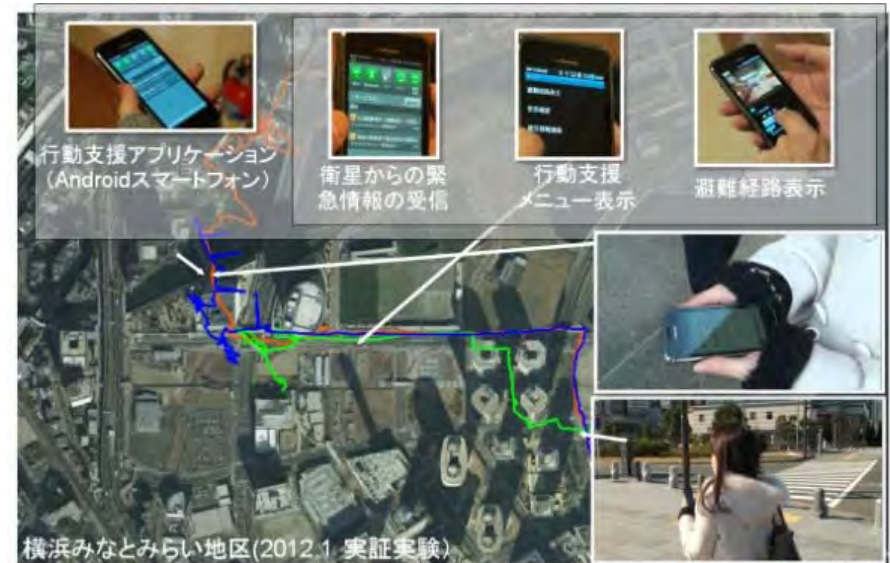 行動支援アプリケーション
（Androidスマートフォン）
衛星からの緊
急情報の受信
行動支援
メニュー表示
避難経路表示
横浜みなとみらい地区(2012.1 実証実験）